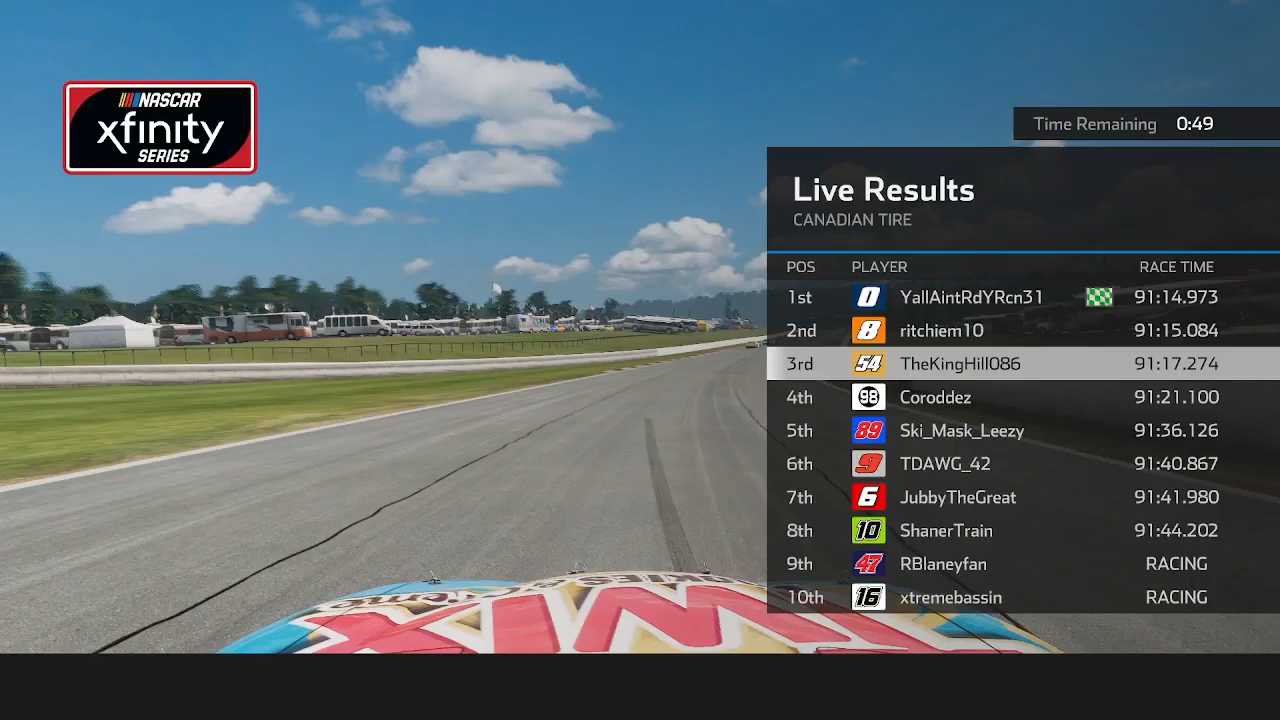 NASCAR
xfinity
SERIES
Time Remaining 0:49
Live Results
CANADIAN TIRE
POS PLAYER RACE TIME
1st 0 YallAintRdYRcn31 91:14.973
2nd 8 ritchiem10 91:15.084
3rd 54 TheKingHill086 91:17.274
4th 98 Coroddez 91:21.100
5th 89 Ski_Mask_Leezy 91:36.126
6th 9 TDAWG_42 91:40.867
7th 6 JubbyTheGreat 91:41.980
8th 10 ShanerTrain 91:44.202
9th 47 RBlaneyfan RACING
10th 16 xtremebassin RACING
TWIX